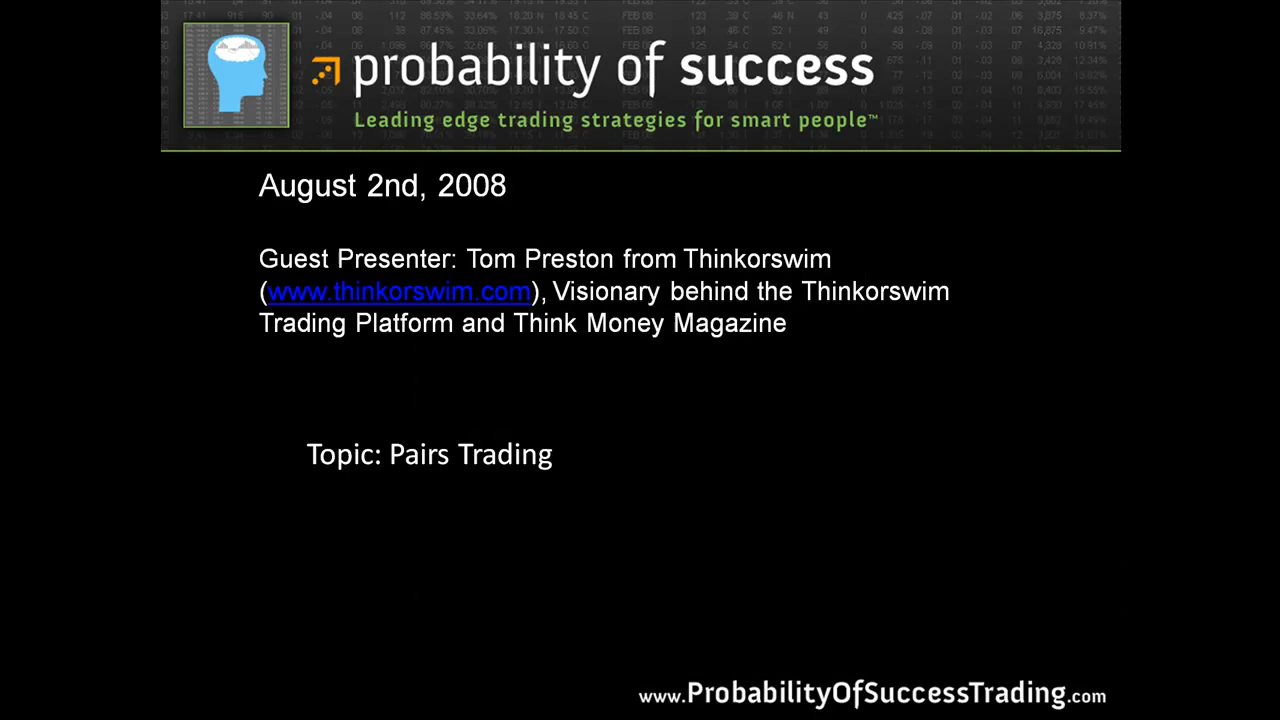 probability of success
Leading edge trading strategies for smart people™
August 2nd, 2008
Guest Presenter: Tom Preston from Thinkorswim
(www.thinkorswim.com), Visionary behind the Thinkorswim
Trading Platform and Think Money Magazine
Topic: Pairs Trading
www.ProbabilityOfSuccessTrading.com